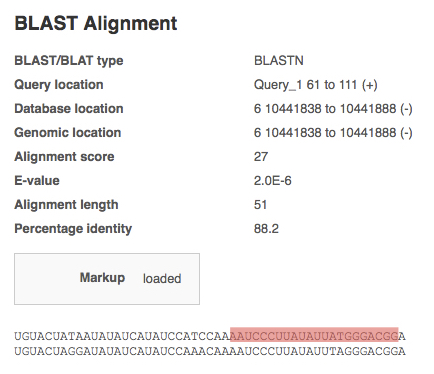 BLAST Alignment
BLAST/BLAT type BLASTN
Query location Query_1 61 to 111 (+)
Database location 6 10441838 to 10441888 (-)
Genomic location 6 10441838 to 10441888 (-)
Alignment score 27
E-value 2.0E-6
Alignment length 51
Percentage identity 88.2
Markup loaded
UGUACUAUAAUAUAUCAUAUCCAUCCAAAAUCCCUUAUAUUAUGGGACGGA
UGUACUAGGAUAUAUCAUAUCCAAACAAAAUCCCUUAUAUUUAGGGACGGA